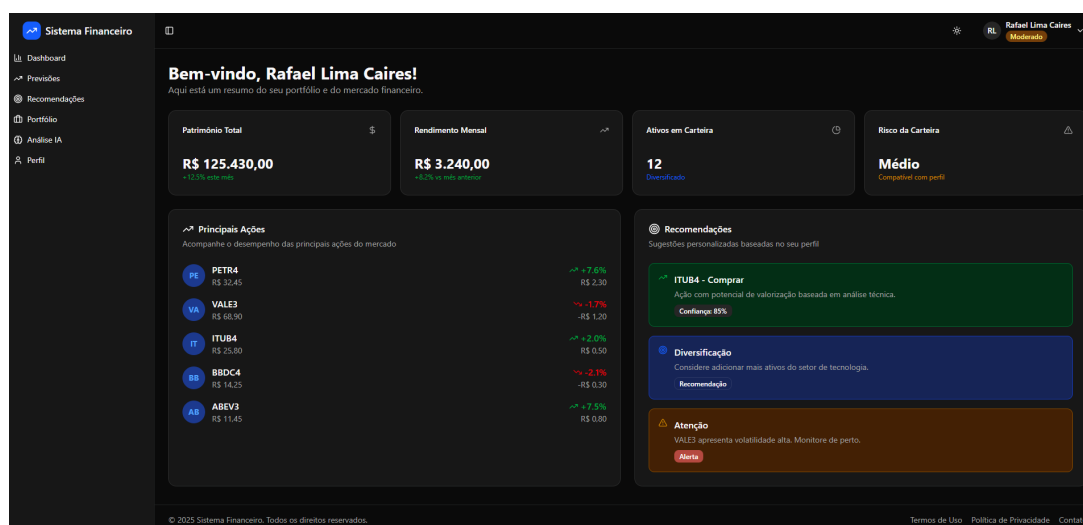 Sistema Financeiro
RL
Rafael Lima Caires
Moderado
Dashboard
Previsões
Recomendações
Portfólio
Análise IA
Perfil
Bem-vindo, Rafael Lima Caires!
Aqui está um resumo do seu portfólio e do mercado financeiro.
Patrimônio Total
$
R$ 125.430,00
+12.5% este mês
Rendimento Mensal
R$ 3.240,00
+8.2% vs mês anterior
Ativos em Carteira
12
Diversificado
Risco da Carteira
Médio
Compatível com perfil
Principais Ações
Acompanhe o desempenho das principais ações do mercado
PE
PETR4
+7.6%
R$ 32,45
R$ 2,30
VA
VALE3
-1.7%
R$ 68,90
-R$ 1,20
IT
ITUB4
+2.0%
R$ 25,80
R$ 0,50
BB
BBDC4
-2.1%
R$ 14,25
-R$ 0,30
AB
ABEV3
+7.5%
R$ 11,45
R$ 0,80
Recomendações
Sugestões personalizadas baseadas no seu perfil
ITUB4 - Comprar
Ação com potencial de valorização baseada em análise técnica.
Confiança: 85%
Diversificação
Considere adicionar mais ativos do setor de tecnologia.
Recomendação
Atenção
VALE3 apresenta volatilidade alta. Monitore de perto.
Alerta
© 2025 Sistema Financeiro. Todos os direitos reservados.
Termos de Uso
Política de Privacidade
Contat